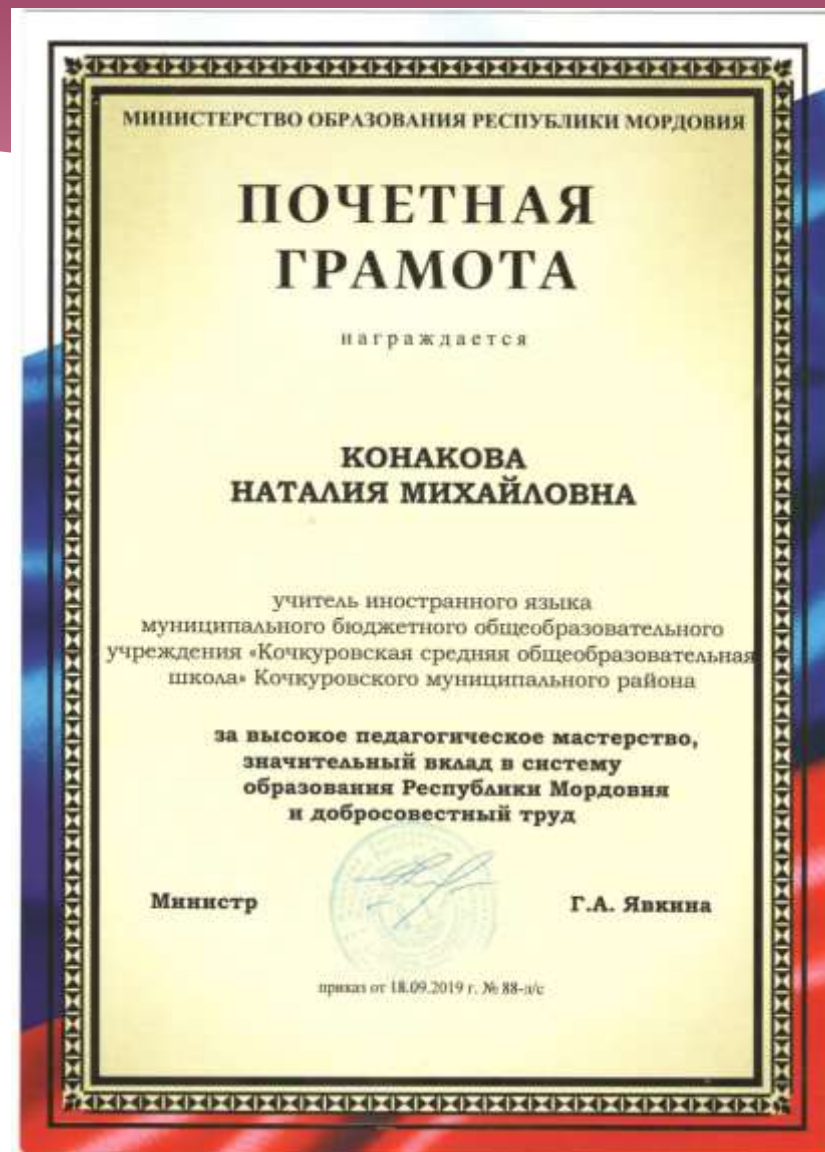 МИНИСТЕРСТВО ОБРАЗОВАНИЯ РЕСПУБЛИКИ МОРДОВИЯ
ПОЧЕТНАЯ
ГРАМОТА
награждается
КОНАКОВА
НАТАЛИЯ МИХАЙЛОВНА
учитель иностранного языка
муниципального бюджетного общеобразовательного
учреждения «Кочкуровская средняя общеобразовательная
школа» Кочкуровского муниципального района
за высокое педагогическое мастерство,
значительный вклад в систему
образования Республики Мордовия
и добросовестный труд
Министр
Г.А. Явкина
приказ от 18.09.2019 г. № 88-л/с